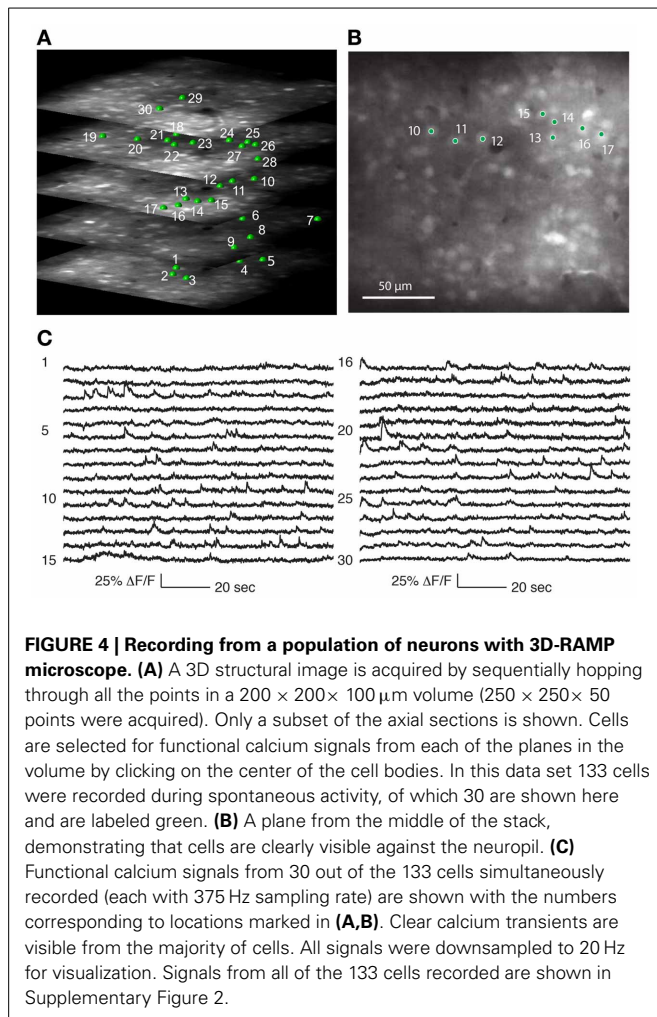 A
29
30
18
19
21
24
25
20
22
23
27
26
28
12
11
10
13
17
16
14
15
6
7
8
9
1
4
5
2
3
B
15
14
10
11
12
13
16
17
50 µm
C
1
5
10
15
25% ΔF/F
20 sec
16
20
25
30
25% ΔF/F
20 sec
FIGURE 4 | Recording from a population of neurons with 3D-RAMP
microscope. (A) A 3D structural image is acquired by sequentially hopping
through all the points in a 200 × 200× 100 µm volume (250 × 250× 50
points were acquired). Only a subset of the axial sections is shown. Cells
are selected for functional calcium signals from each of the planes in the
volume by clicking on the center of the cell bodies. In this data set 133 cells
were recorded during spontaneous activity, of which 30 are shown here
and are labeled green. (B) A plane from the middle of the stack,
demonstrating that cells are clearly visible against the neuropil. (C)
Functional calcium signals from 30 out of the 133 cells simultaneously
recorded (each with 375 Hz sampling rate) are shown with the numbers
corresponding to locations marked in (A,B). Clear calcium transients are
visible from the majority of cells. All signals were downsampled to 20 Hz
for visualization. Signals from all of the 133 cells recorded are shown in
Supplementary Figure 2.